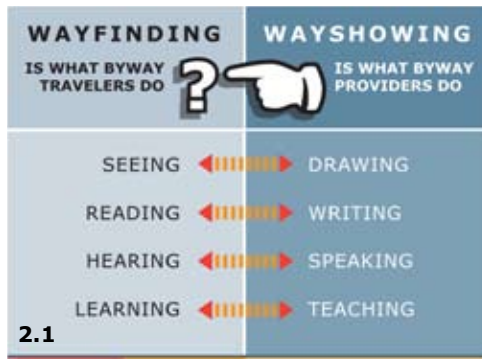 WAYFINDING WAYSHOWING
IS WHAT BYWAY
TRAVELERS DO
?
IS WHAT BYWAY
PROVIDERS DO
SEEING DRAWING
READING WRITING
HEARING SPEAKING
LEARNING TEACHING
2.1